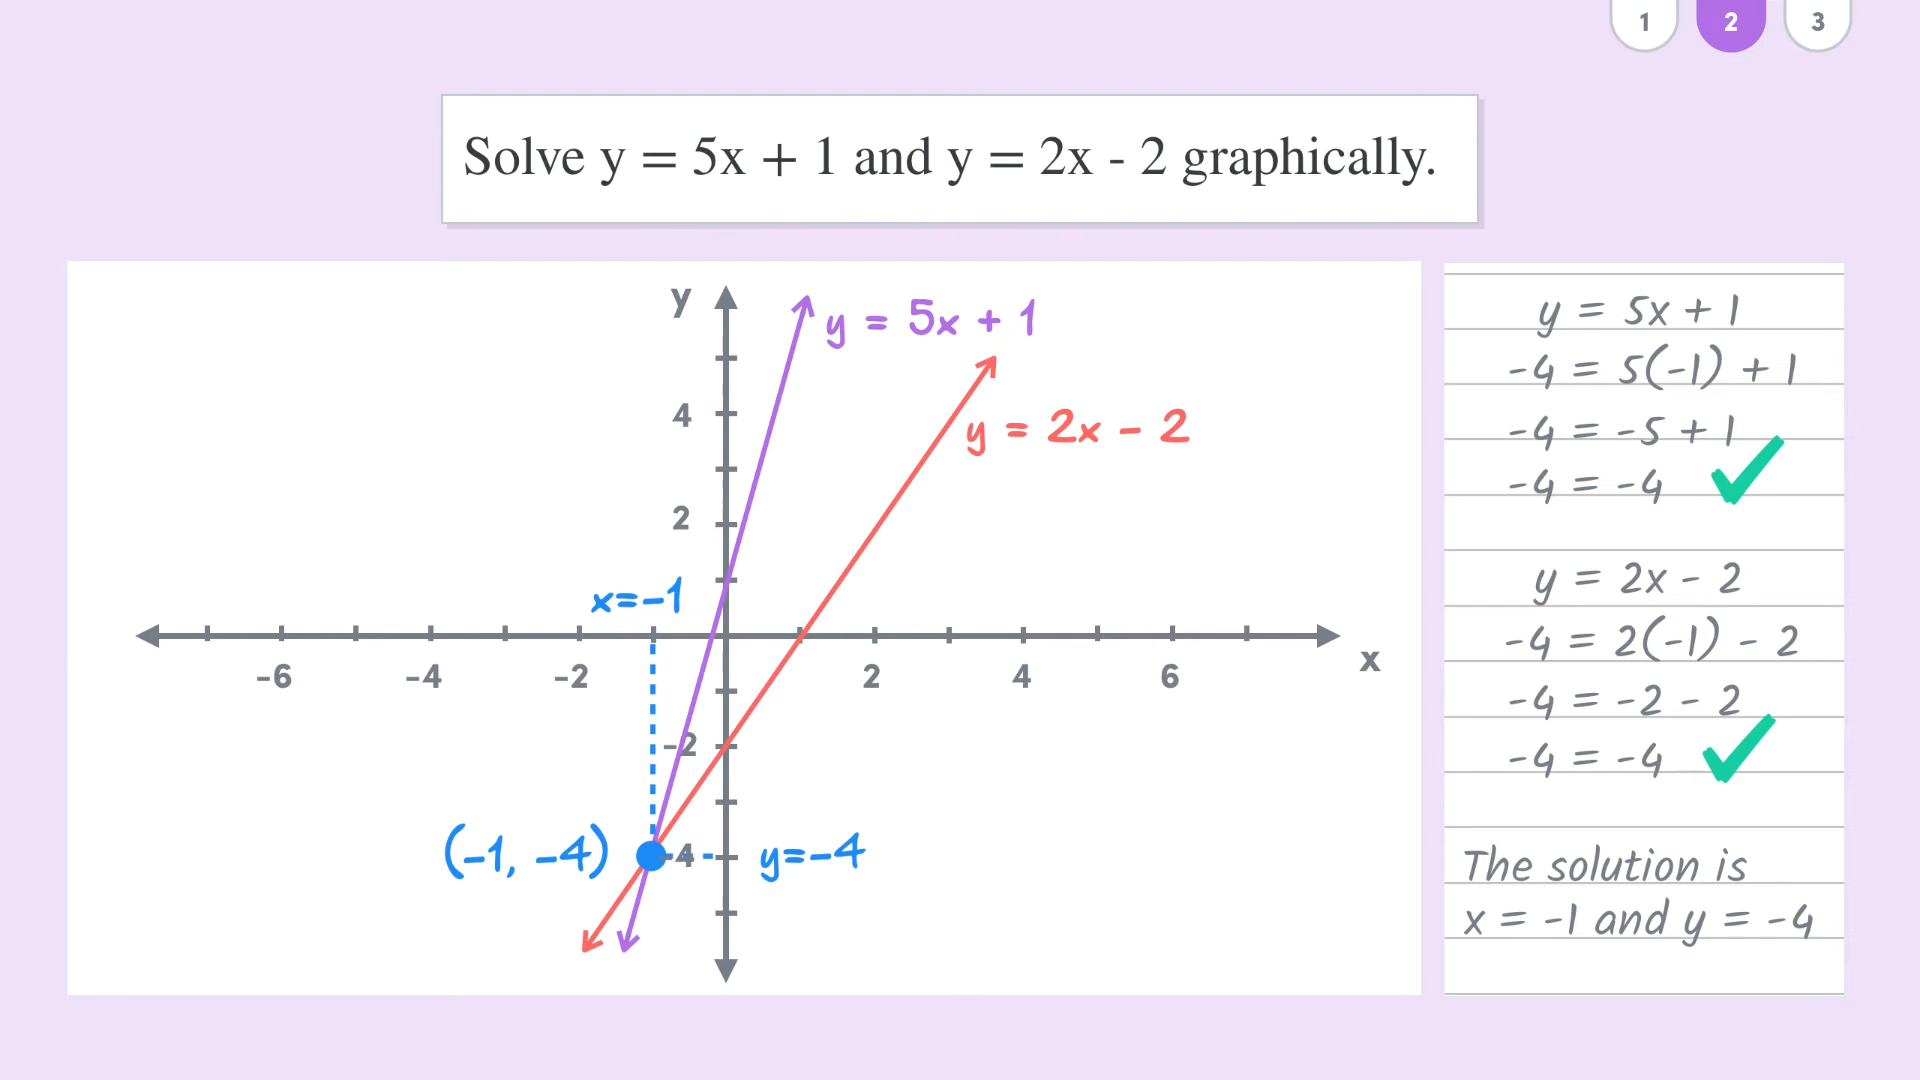 1 2 3
Solve y = 5x + 1 and y = 2x - 2 graphically.
y
y = 5x + 1
y = 2x − 2
4
2
x=−1
x
−6 −4 −2 2 4 6
−2
(−1, −4) −4 y=−4
y = 5x + 1
-4 = 5(-1) + 1
-4 = -5 + 1
-4 = -4
y = 2x - 2
-4 = 2(-1) - 2
-4 = -2 - 2
-4 = -4
The solution is
x = -1 and y = -4